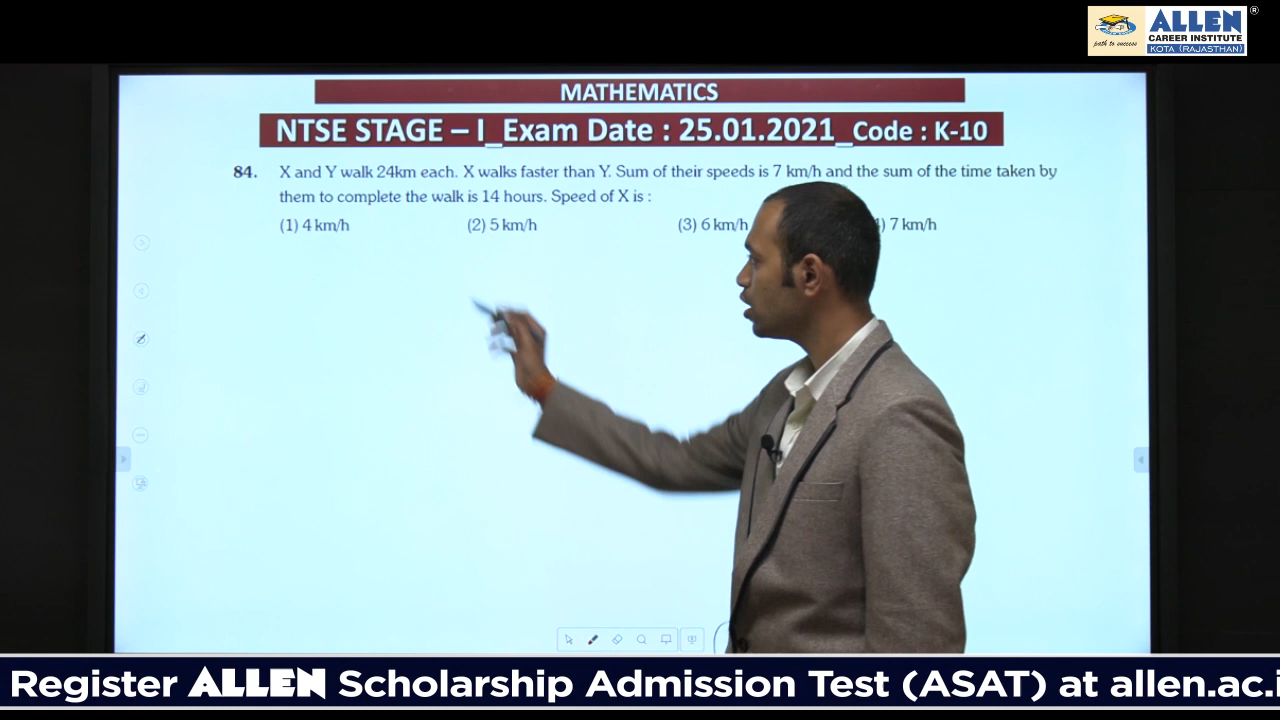 ALLEN
®
CAREER INSTITUTE
path to success
KOTA (RAJASTHAN)
MATHEMATICS
NTSE STAGE – I_Exam Date : 25.01.2021_Code : K-10
84. X and Y walk 24km each. X walks faster than Y. Sum of their speeds is 7 km/h and the sum of the time taken by
them to complete the walk is 14 hours. Speed of X is :
(1) 4 km/h (2) 5 km/h (3) 6 km/h ) 7 km/h
Register ALLEN Scholarship Admission Test (ASAT) at allen.ac.i